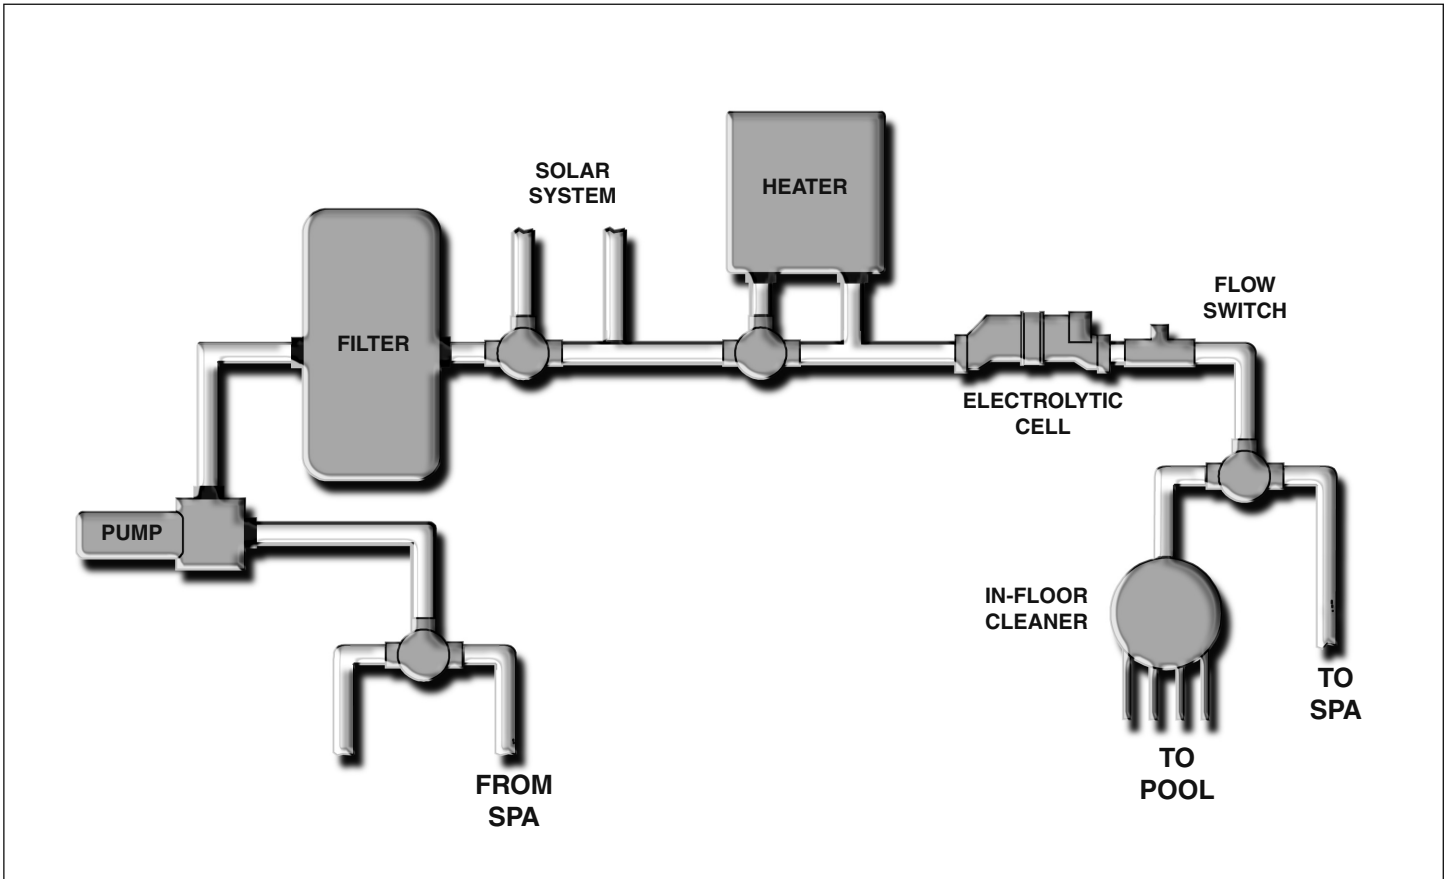 SOLAR
SYSTEM
HEATER
FILTER
FLOW
SWITCH
ELECTROLYTIC
CELL
PUMP
IN-FLOOR
CLEANER
TO
SPA
TO
POOL
FROM
SPA